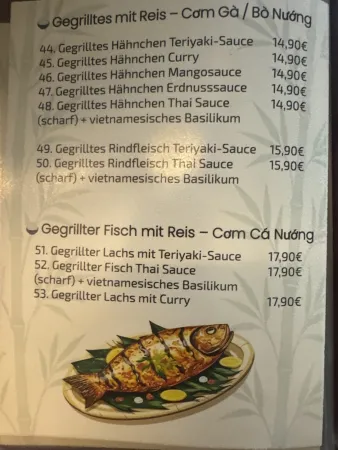 Gegrilltes mit Reis – Cơm Gà / Bò Nướng
44. Gegrilltes Hähnchen Teriyaki-Sauce 14,90€
45. Gegrilltes Hähnchen Curry 14,90€
46. Gegrilltes Hähnchen Mangosauce 14,90€
47. Gegrilltes Hähnchen Erdnusssauce 14,90€
48. Gegrilltes Hähnchen Thai Sauce 14,90€
(scharf) + vietnamesisches Basilikum
49. Gegrilltes Rindfleisch Teriyaki-Sauce 15,90€
50. Gegrilltes Rindfleisch Thai Sauce 15,90€
(scharf) + vietnamesisches Basilikum
Gegrillter Fisch mit Reis – Cơm Cá Nướng
51. Gegrillter Lachs mit Teriyaki-Sauce 17,90€
52. Gegrillter Fisch Thai Sauce 17,90€
(scharf) + vietnamesisches Basilikum
53. Gegrillter Lachs mit Curry 17,90€